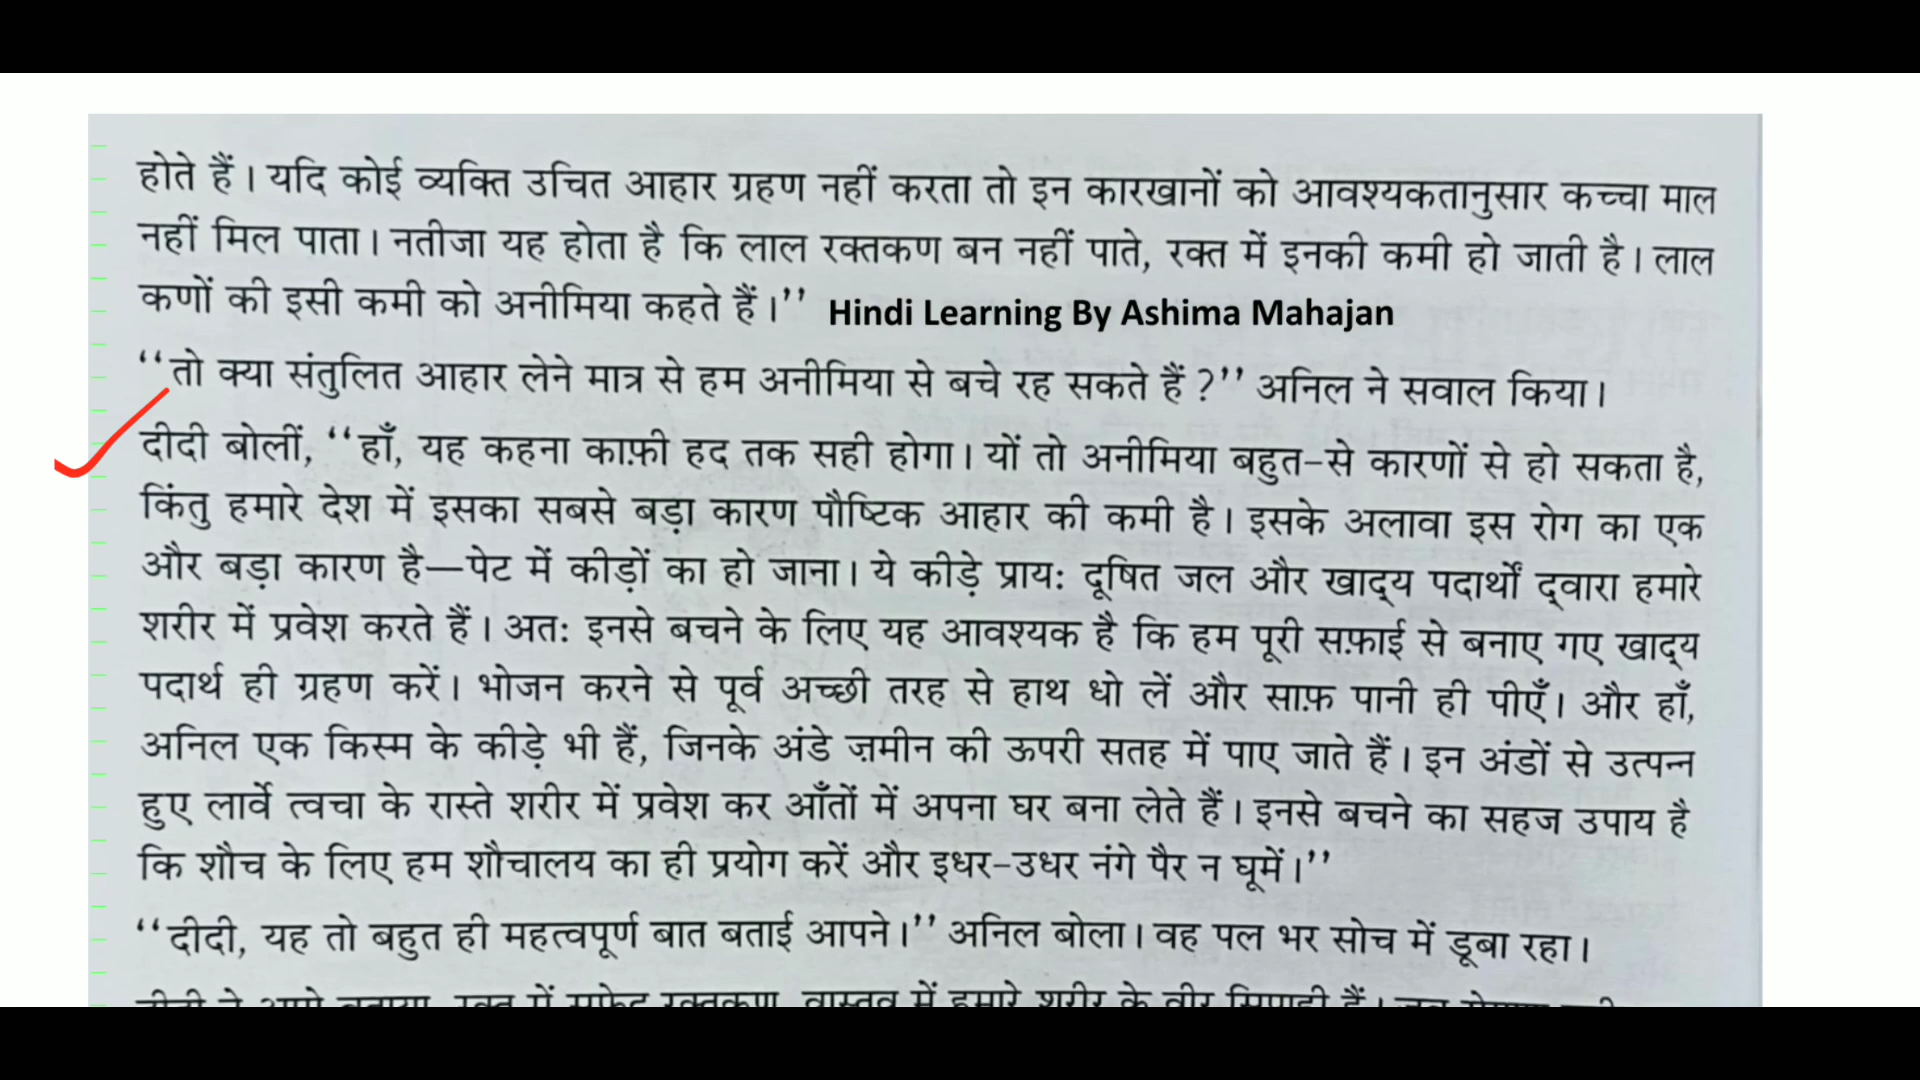 होते हैं। यदि कोई व्यक्ति उचित आहार ग्रहण नहीं करता तो इन कारखानों को आवश्यकतानुसार कच्चा माल
नहीं मिल पाता। नतीजा यह होता है कि लाल रक्तकण बन नहीं पाते, रक्त में इनकी कमी हो जाती है। लाल
कणों की इसी कमी को अनीमिया कहते हैं।’’ Hindi Learning By Ashima Mahajan
‘‘तो क्या संतुलित आहार लेने मात्र से हम अनीमिया से बचे रह सकते हैं?’’ अनिल ने सवाल किया।
दीदी बोलीं, ‘‘हाँ, यह कहना काफ़ी हद तक सही होगा। यों तो अनीमिया बहुत-से कारणों से हो सकता है,
किंतु हमारे देश में इसका सबसे बड़ा कारण पौष्टिक आहार की कमी है। इसके अलावा इस रोग का एक
और बड़ा कारण है—पेट में कीड़ों का हो जाना। ये कीड़े प्राय: दूषित जल और खाद्‌य पदार्थों द्‌वारा हमारे
शरीर में प्रवेश करते हैं। अत: इनसे बचने के लिए यह आवश्यक है कि हम पूरी सफ़ाई से बनाए गए खाद्‌य
पदार्थ ही ग्रहण करें। भोजन करने से पूर्व अच्छी तरह से हाथ धो लें और साफ़ पानी ही पीएँ। और हाँ,
अनिल एक किस्म के कीड़े भी हैं, जिनके अंडे ज़मीन की ऊपरी सतह में पाए जाते हैं। इन अंडों से उत्पन्न
हुए लार्वे त्वचा के रास्ते शरीर में प्रवेश कर आँतों में अपना घर बना लेते हैं। इनसे बचने का सहज उपाय है
कि शौच के लिए हम शौचालय का ही प्रयोग करें और इधर-उधर नंगे पैर न घूमें।’’
‘‘दीदी, यह तो बहुत ही महत्वपूर्ण बात बताई आपने।’’ अनिल बोला। वह पल भर सोच में डूबा रहा।